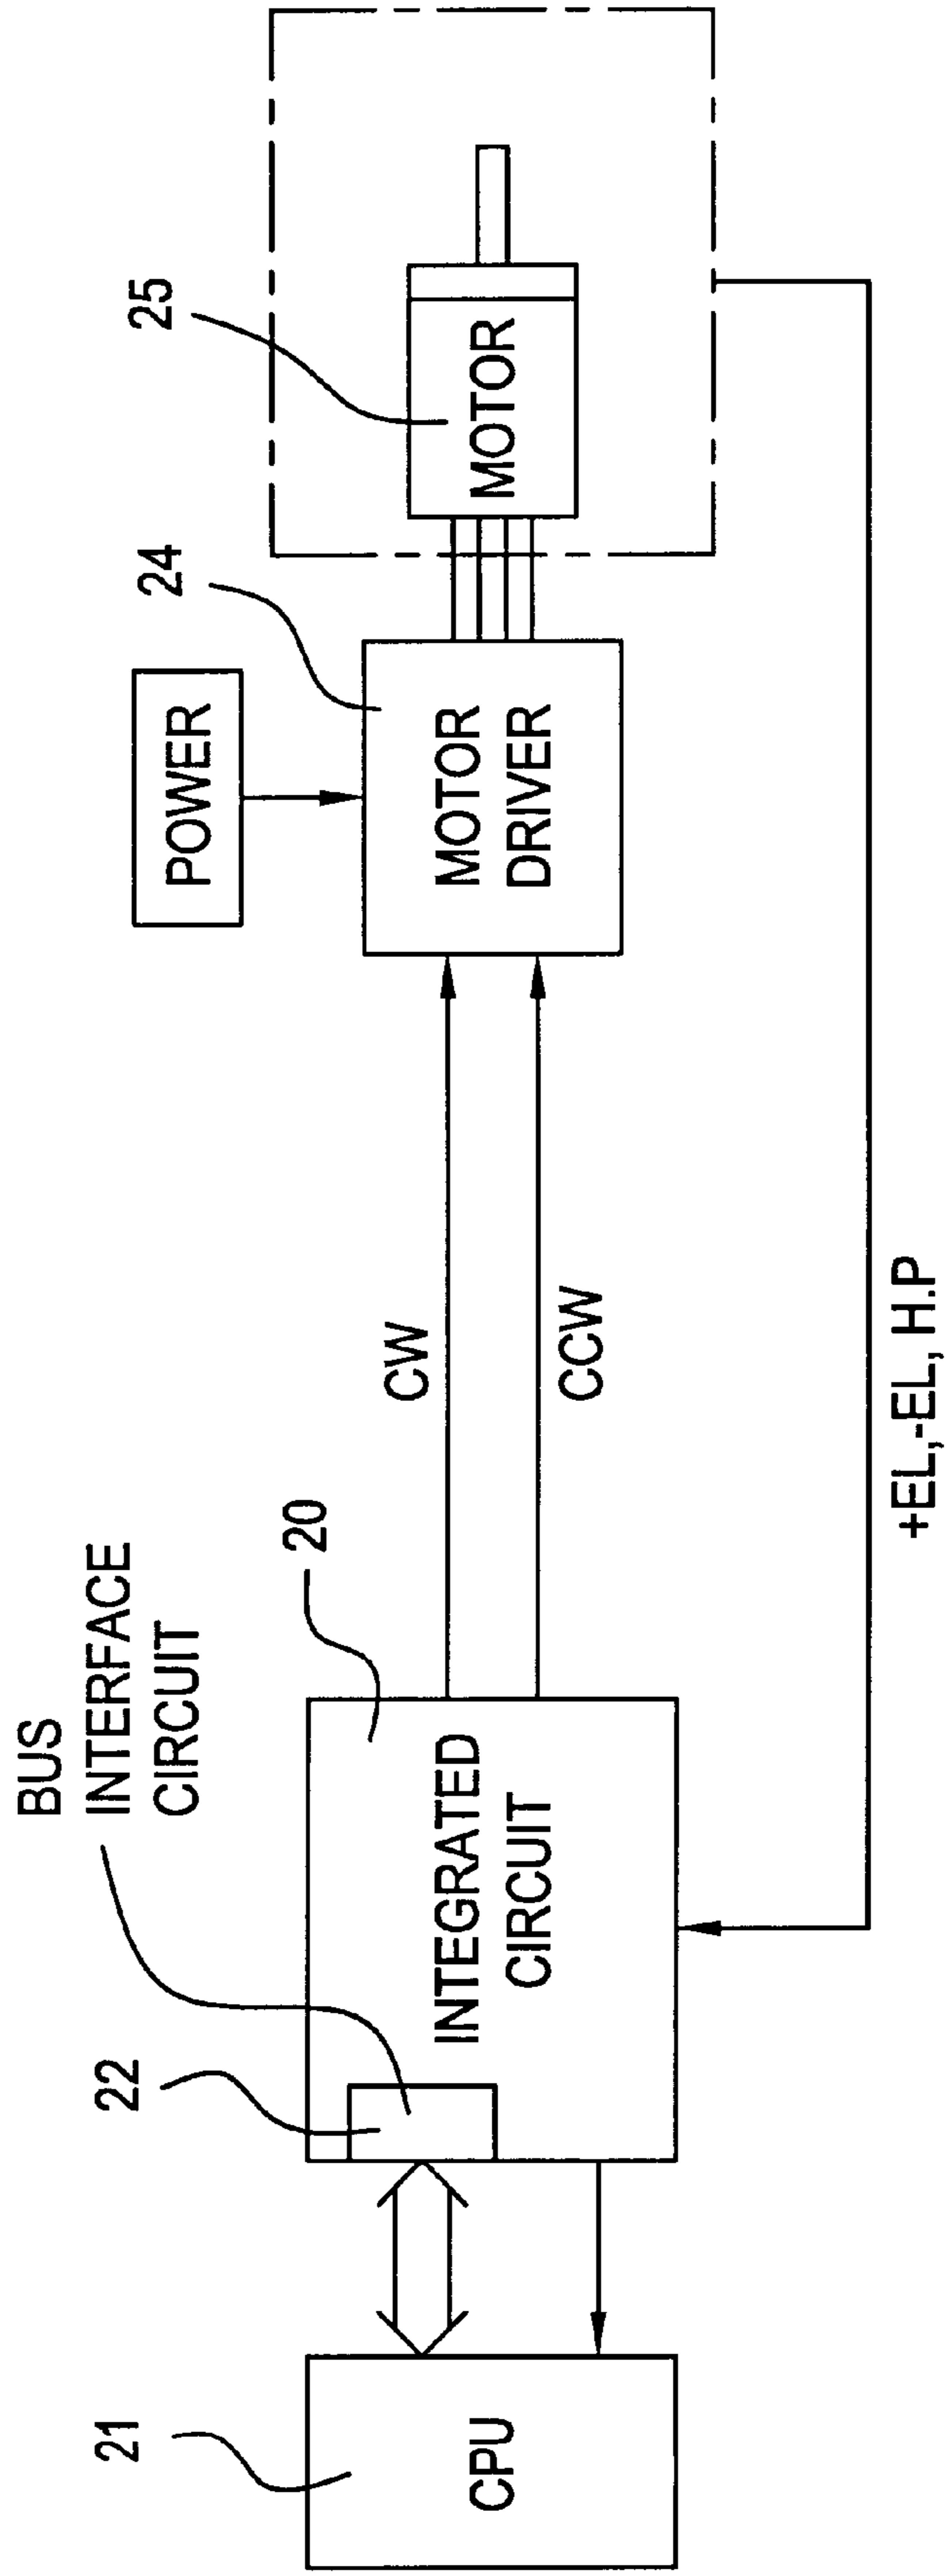 21
CPU
22
BUS
INTERFACE
CIRCUIT
20
INTEGRATED
CIRCUIT
CW
CCW
POWER
24
MOTOR
DRIVER
25
MOTOR
+EL,-EL, H.P